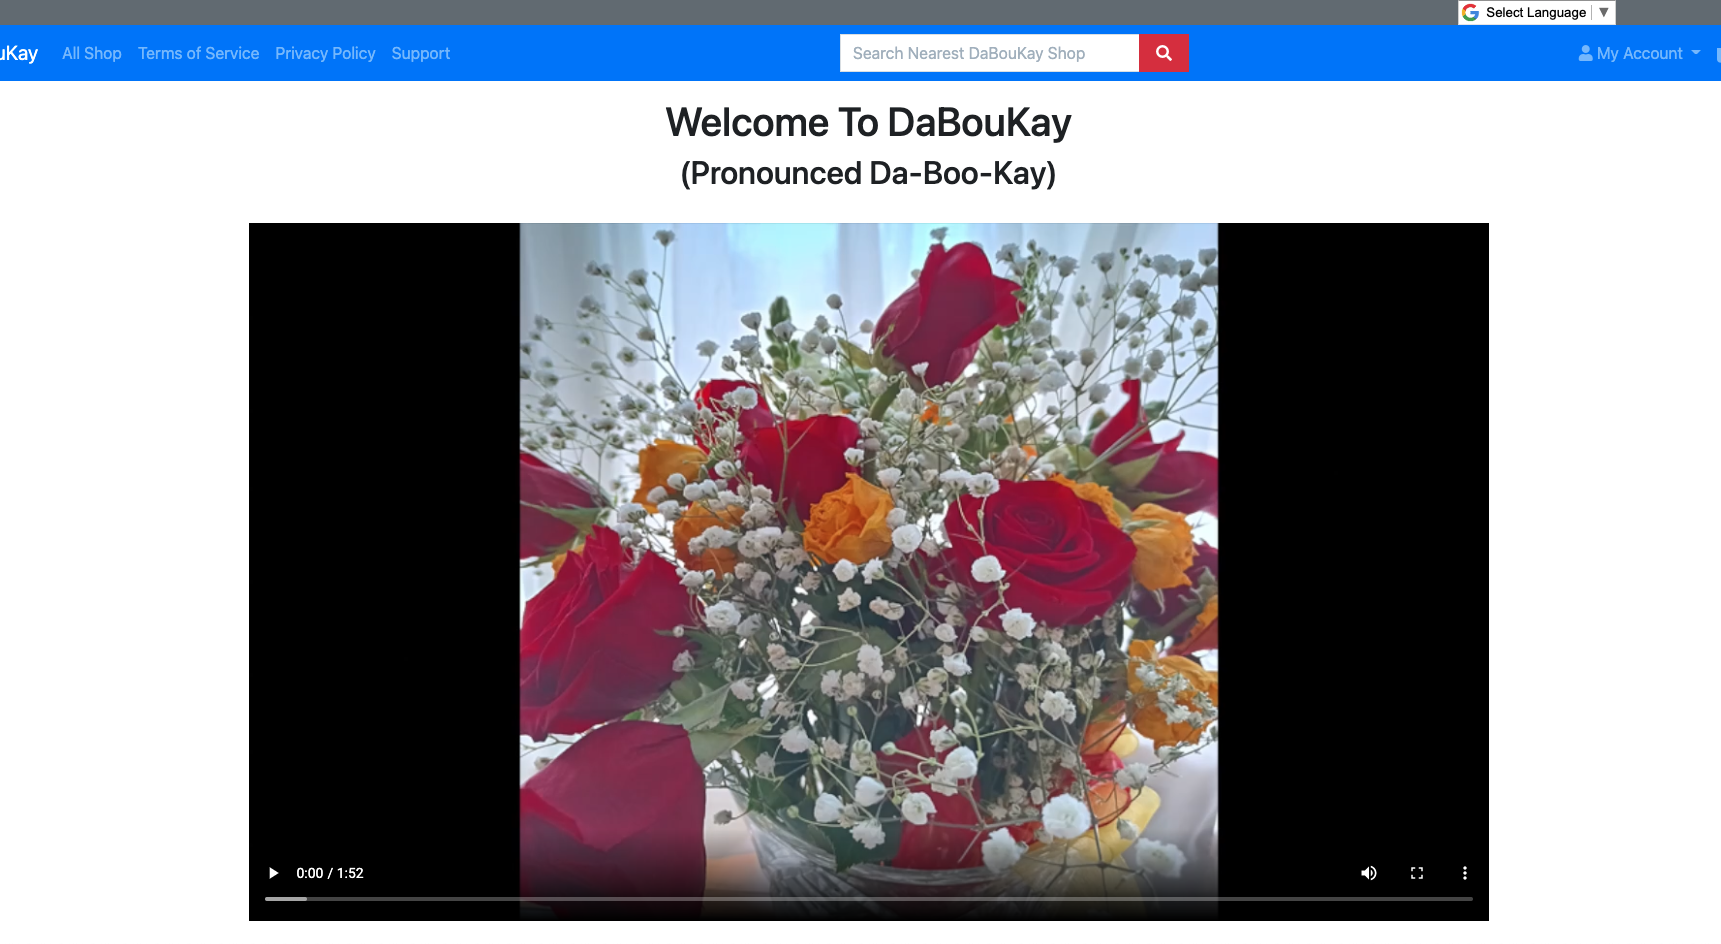 Select Language ▼
uKay All Shop Terms of Service Privacy Policy Support Search Nearest DaBouKay Shop My Account
Welcome To DaBouKay
(Pronounced Da-Boo-Kay)
0:00 / 1:52